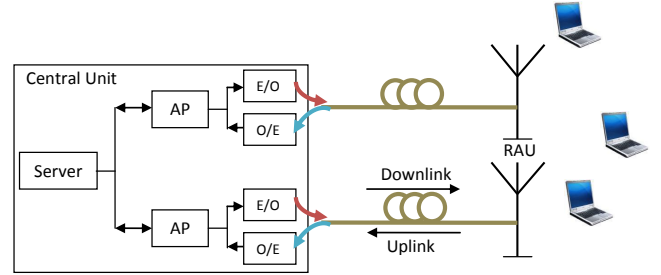 Central Unit
E/O
AP
O/E
RAU
Server
Downlink
E/O
AP
Uplink
O/E